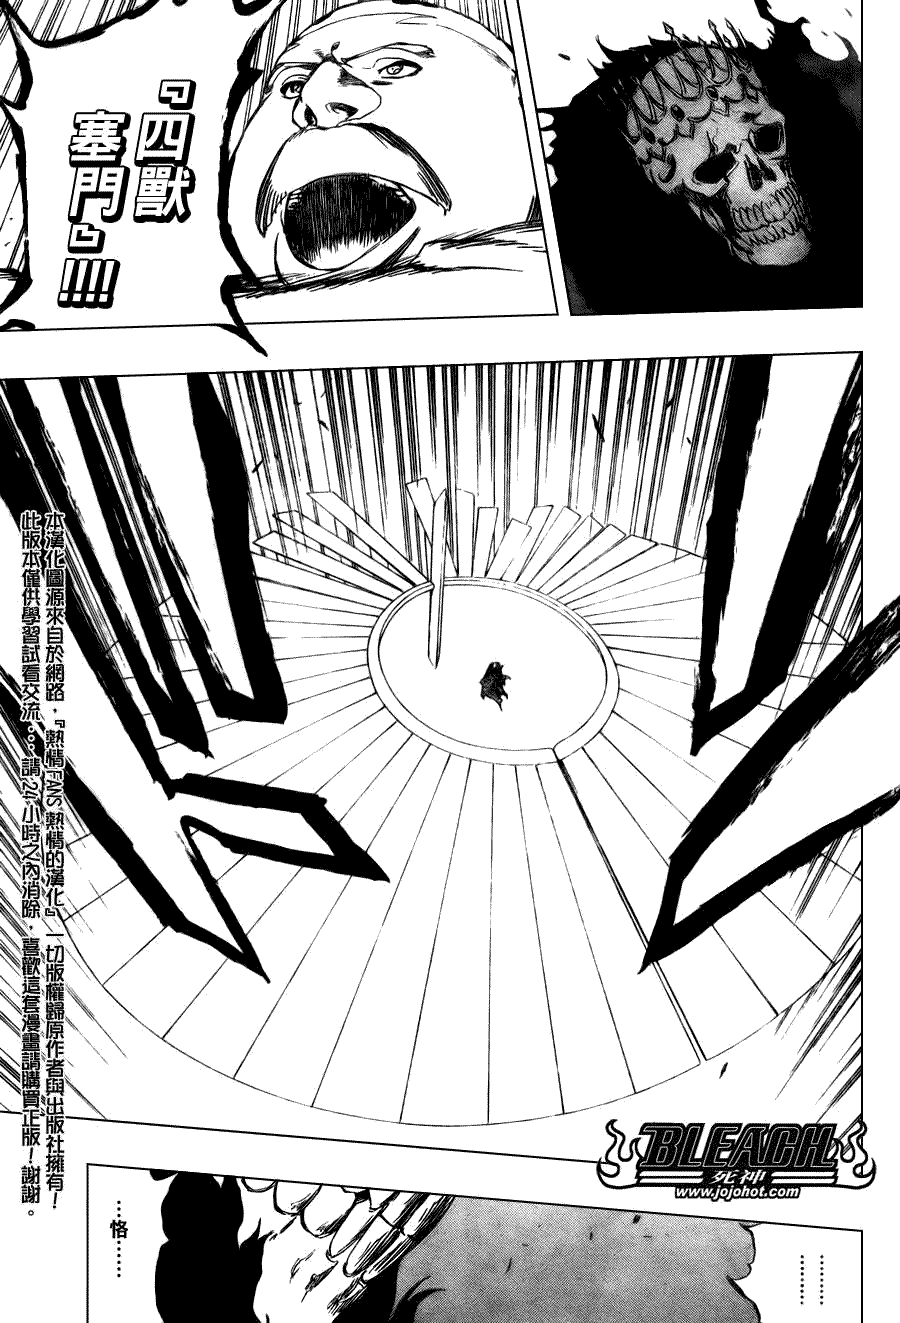 『四獸
塞門』!!!!
本漢化圖源來自於網路，『熱情FANS 熱情的漢化』一切版權歸原作者與出版社擁有！
此版本僅供學習試看交流。。。請24小時之內消除，喜歡這套漫畫請購買正版！謝謝。
BLEACH
死神
www.jojohot.com
………
……恪……